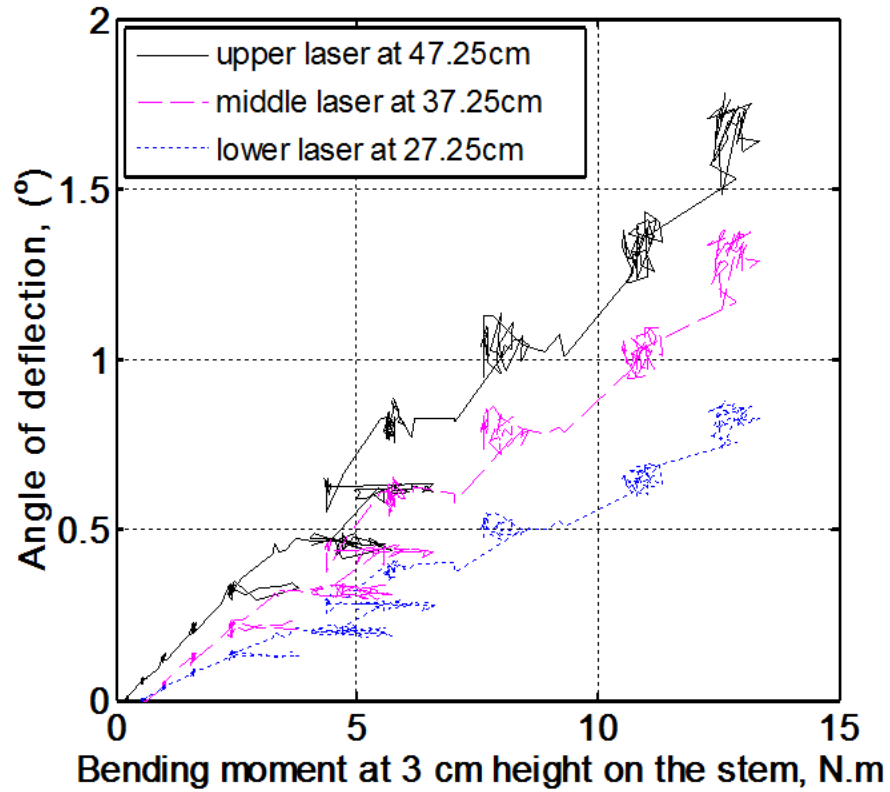 2
upper laser at 47.25cm
middle laser at 37.25cm
lower laser at 27.25cm
1.5
1
0.5
0
0 5 10 15
Angle of deflection, (º)
Bending moment at 3 cm height on the stem, N.m